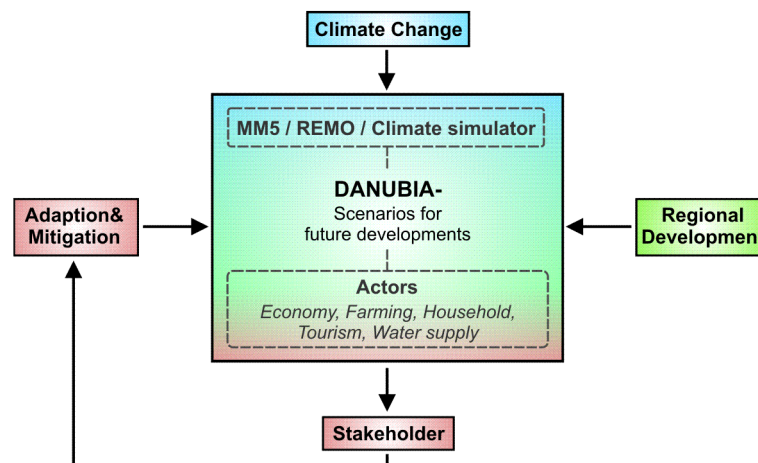 Climate Change
MM5 / REMO / Climate simulator
DANUBIA-
Scenarios for
future developments
Adaption&
Mitigation
Regional
Developmen
Actors
Economy, Farming, Household,
Tourism, Water supply
Stakeholder